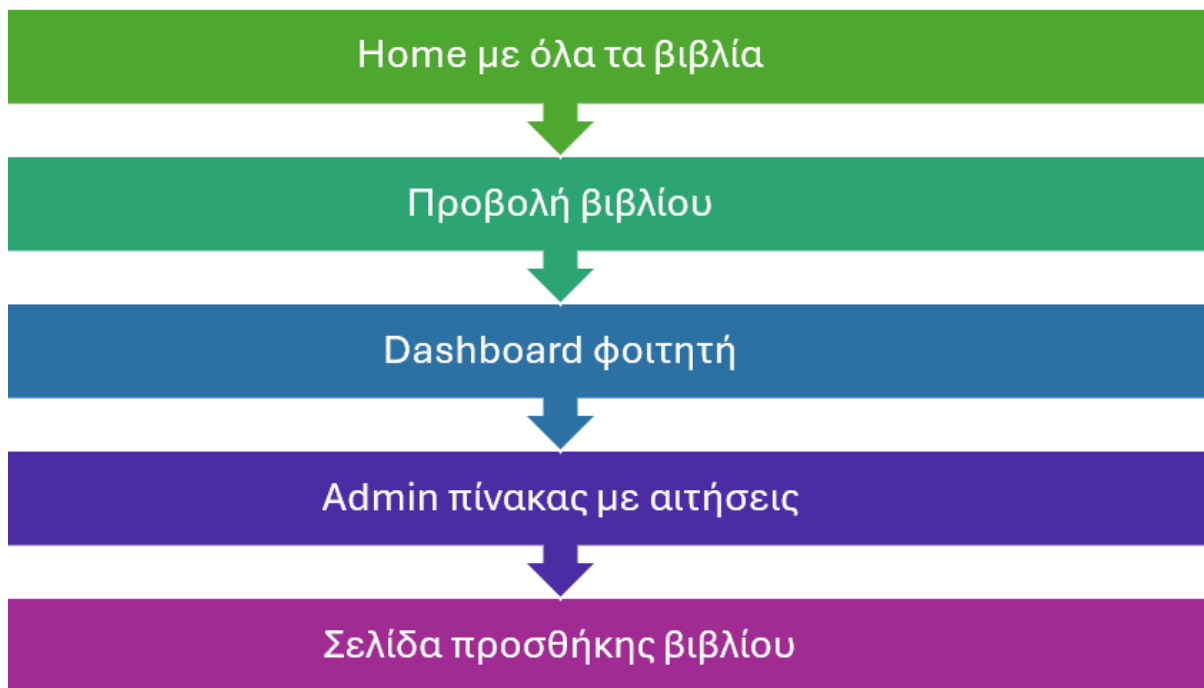 Home με όλα τα βιβλία
Προβολή βιβλίου
Dashboard φοιτητή
Admin πίνακας με αιτήσεις
Σελίδα προσθήκης βιβλίου